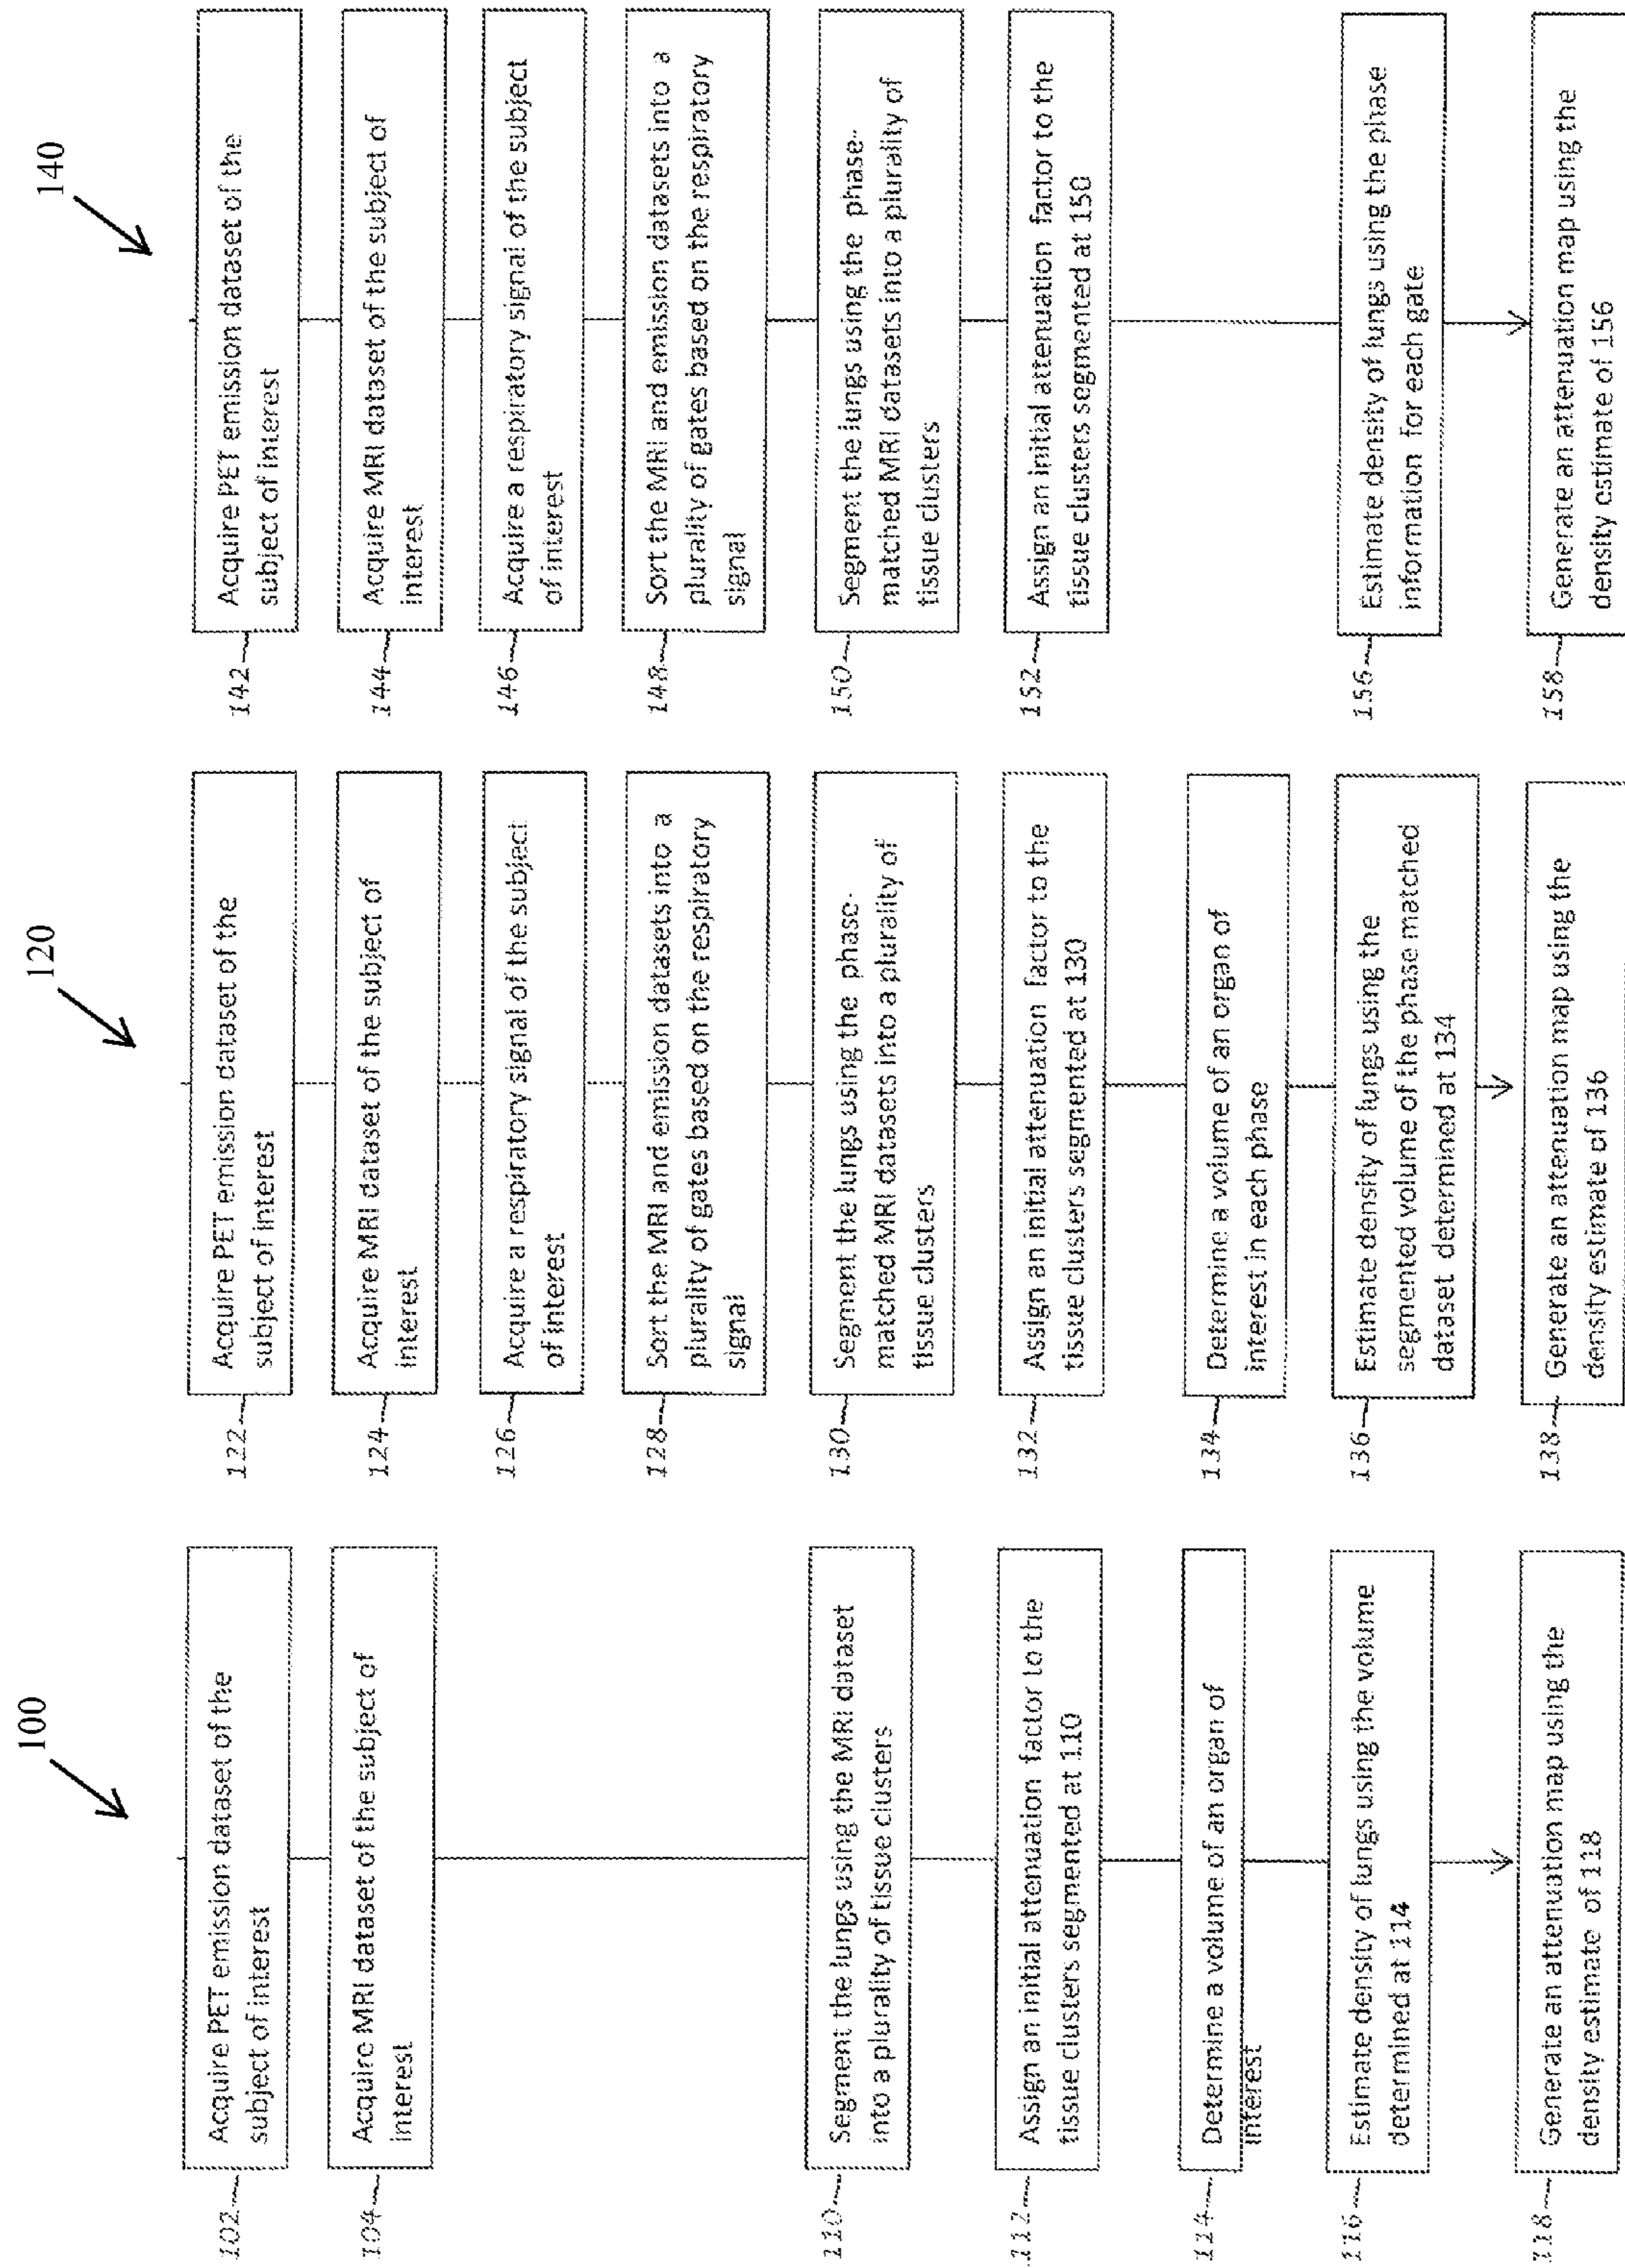 100
102
Acquire PET emission dataset of the
subject of interest
104
Acquire MRI dataset of the subject of
interest
110
Segment the lungs using the MRI dataset
into a plurality of tissue clusters
112
Assign an initial attenuation factor to the
tissue clusters segmented at 110
114
Determine a volume of an organ of
interest
116
Estimate density of lungs using the volume
determined at 114
118
Generate an attenuation map using the
density estimate of 118
120
122
Acquire PET emission dataset of the
subject of interest
124
Acquire MRI dataset of the subject of
interest
126
Acquire a respiratory signal of the subject
of interest
128
Sort the MRI and emission datasets into a
plurality of gates based on the respiratory
signal
130
Segment the lungs using the phase-
matched MRI datasets into a plurality of
tissue clusters
132
Assign an initial attenuation factor to the
tissue clusters segmented at 130
134
Determine a volume of an organ of
interest in each phase
136
Estimate density of lungs using the
segmented volume of the phase matched
dataset determined at 134
138
Generate an attenuation map using the
density estimate of 136
140
142
Acquire PET emission dataset of the
subject of interest
144
Acquire MRI dataset of the subject of
interest
146
Acquire a respiratory signal of the subject
of interest
148
Sort the MRI and emission datasets into a
plurality of gates based on the respiratory
signal
150
Segment the lungs using the phase-
matched MRI datasets into a plurality of
tissue clusters
152
Assign an initial attenuation factor to the
tissue clusters segmented at 150
156
Estimate density of lungs using the phase
information for each gate
158
Generate an attenuation map using the
density estimate of 156